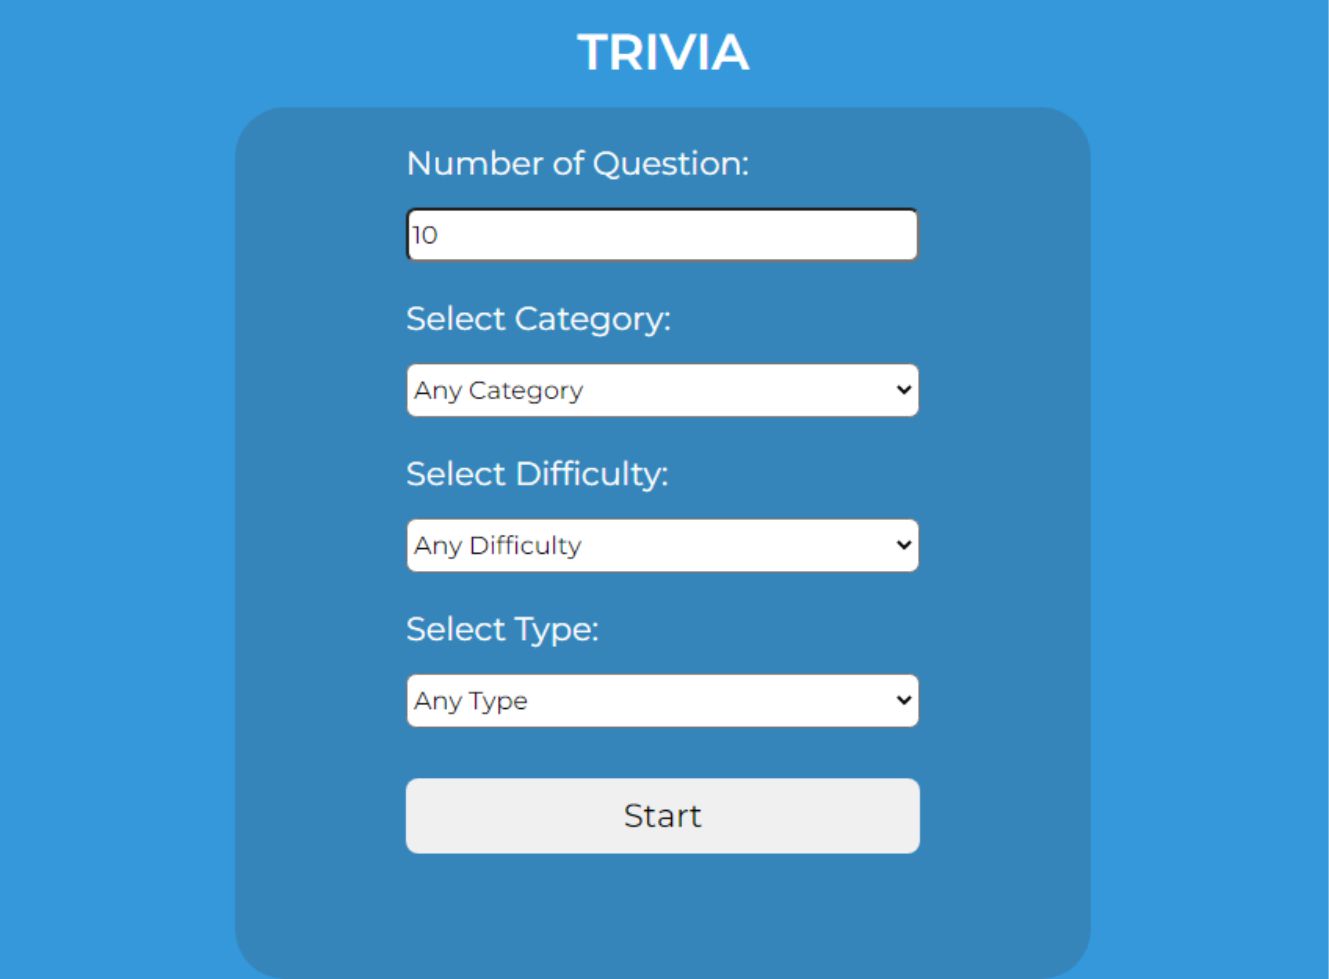 TRIVIA
Number of Question:
10
Select Category:
Any Category
Select Difficulty:
Any Difficulty
Select Type:
Any Type
Start